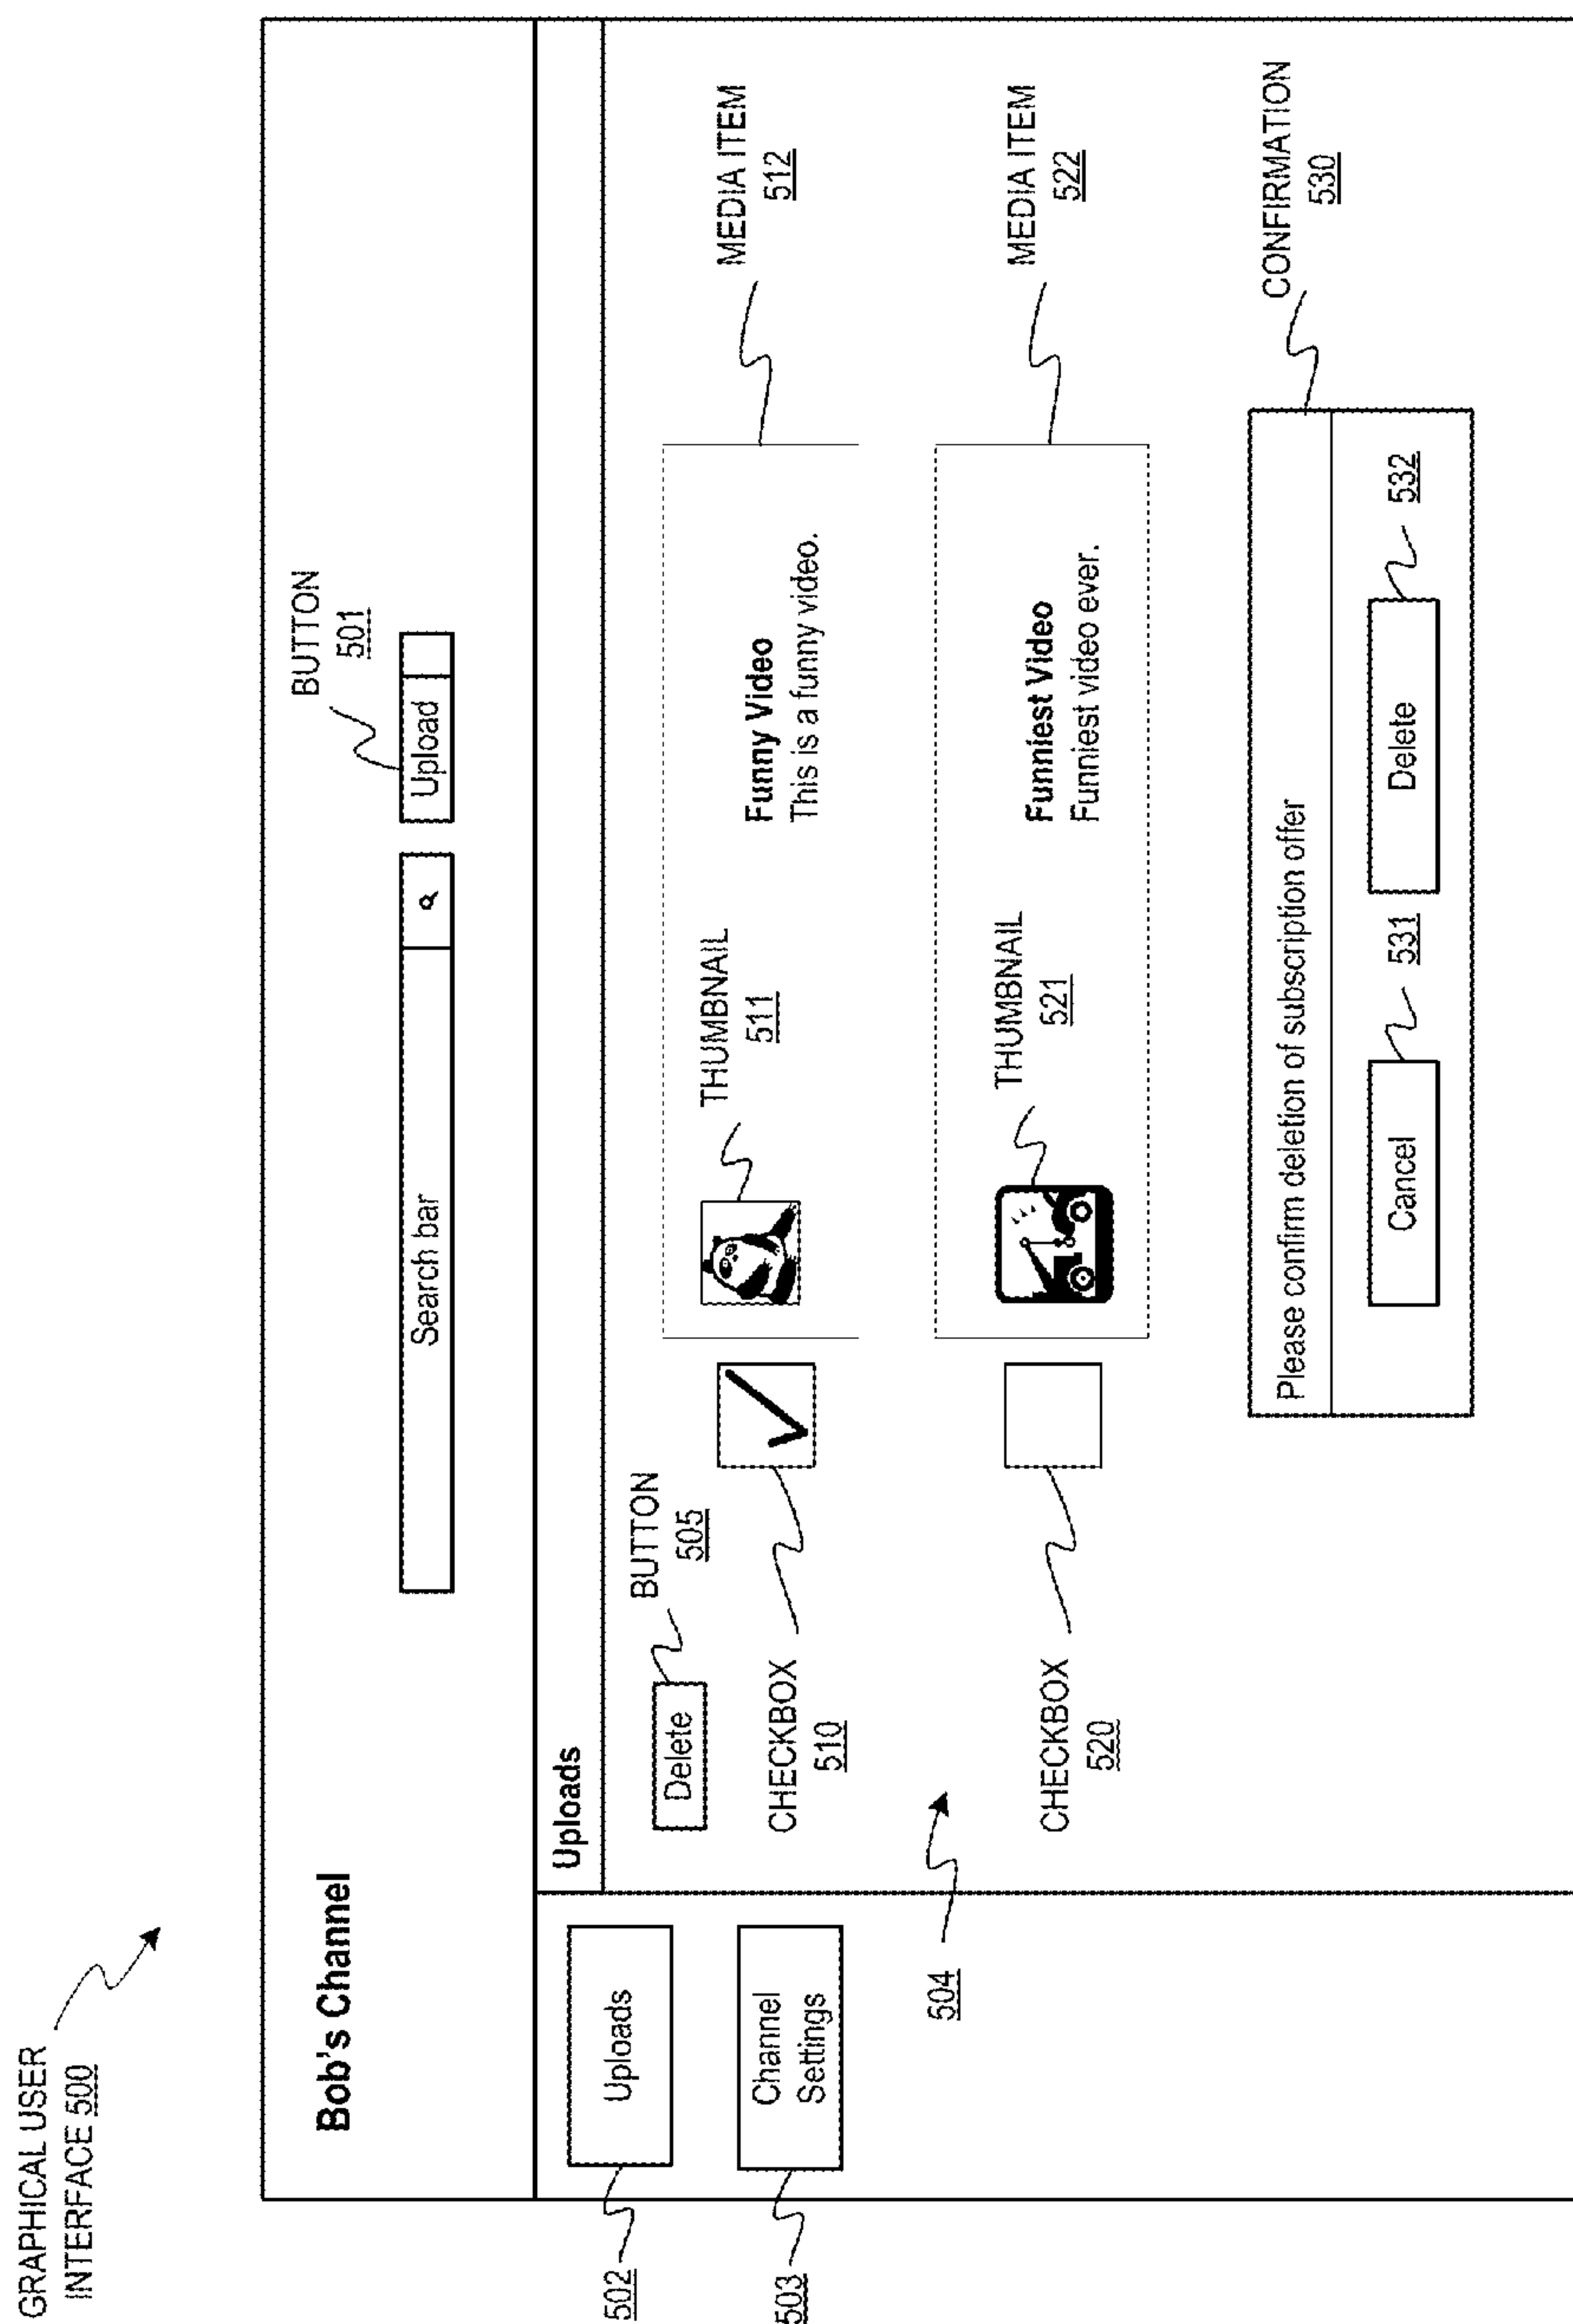 GRAPHICAL USER
INTERFACE 500
Bob's Channel
BUTTON
501
Search bar
Upload
502
Uploads
503
Channel
Settings
Uploads
504
Delete
BUTTON
505
CHECKBOX
510
THUMBNAIL
511
Funny Video
This is a funny video.
MEDIA ITEM
512
CHECKBOX
520
THUMBNAIL
521
Funniest Video
Funniest video ever.
MEDIA ITEM
522
Please confirm deletion of subscription offer
CONFIRMATION
530
Cancel
531
Delete
532